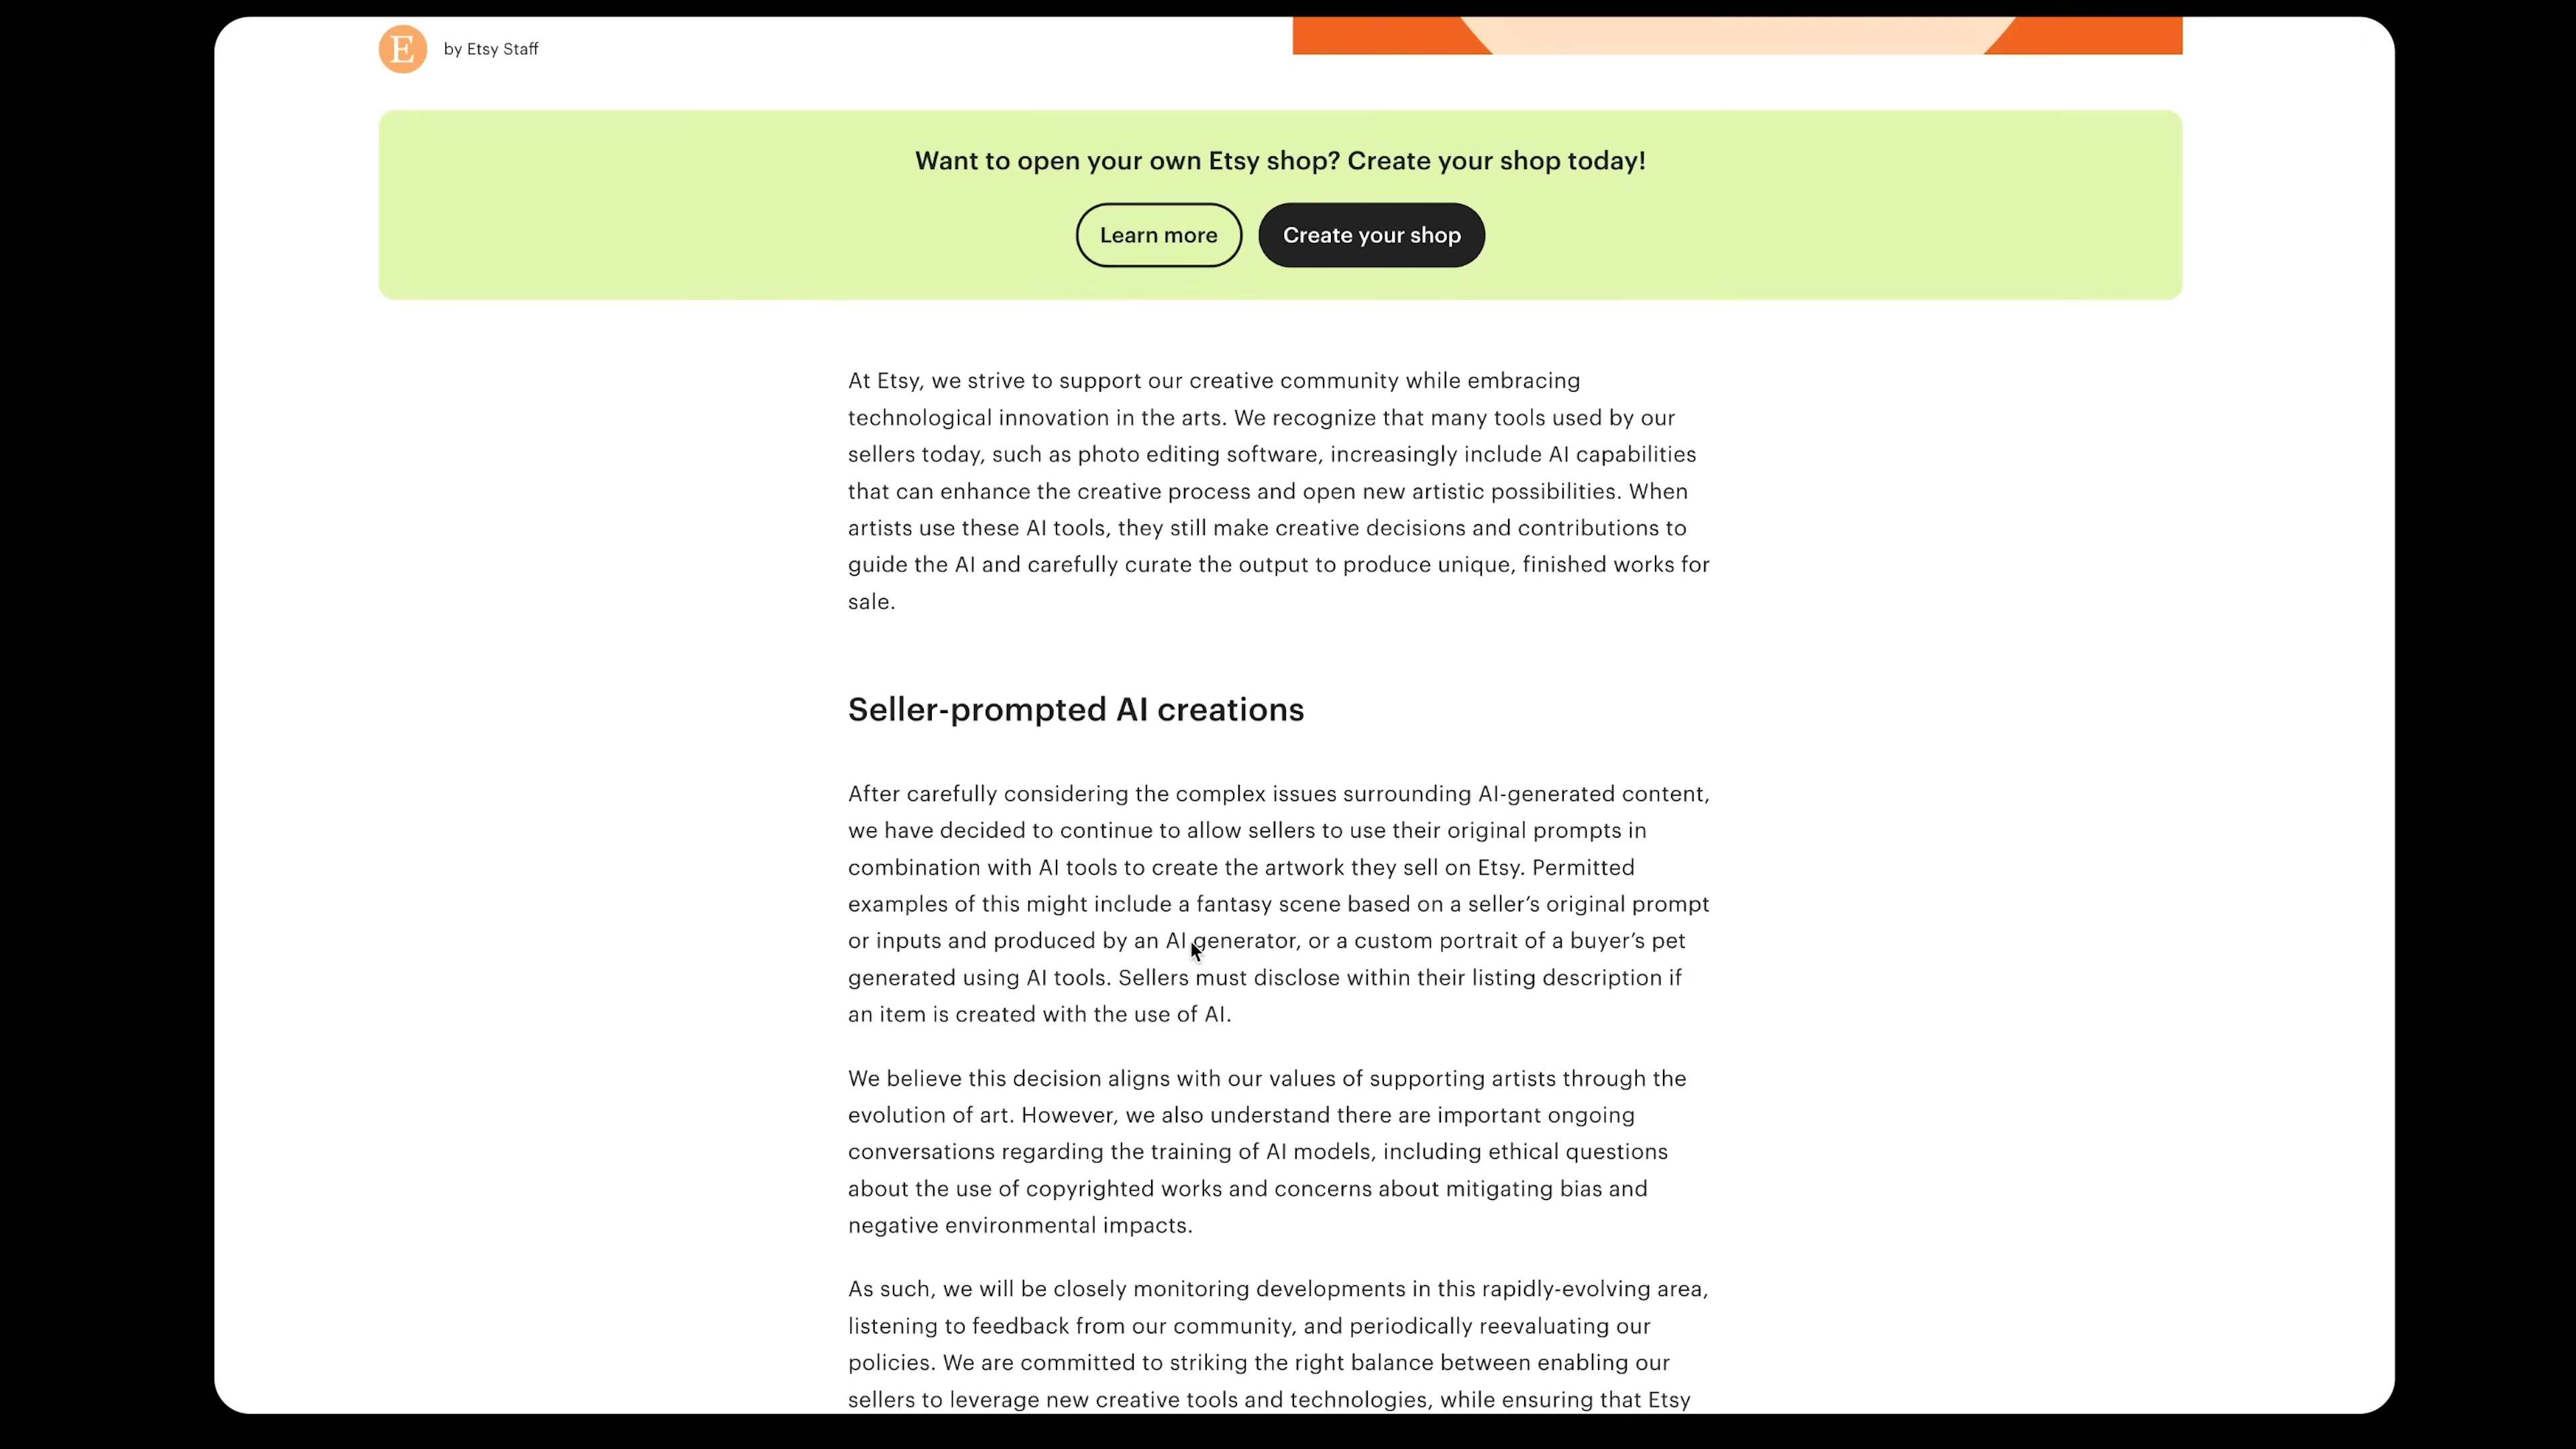 E
by Etsy Staff
Want to open your own Etsy shop? Create your shop today!
Learn more
Create your shop
At Etsy, we strive to support our creative community while embracing
technological innovation in the arts. We recognize that many tools used by our
sellers today, such as photo editing software, increasingly include AI capabilities
that can enhance the creative process and open new artistic possibilities. When
artists use these AI tools, they still make creative decisions and contributions to
guide the AI and carefully curate the output to produce unique, finished works for
sale.
Seller-prompted AI creations
After carefully considering the complex issues surrounding AI-generated content,
we have decided to continue to allow sellers to use their original prompts in
combination with AI tools to create the artwork they sell on Etsy. Permitted
examples of this might include a fantasy scene based on a seller’s original prompt
or inputs and produced by an AI generator, or a custom portrait of a buyer’s pet
generated using AI tools. Sellers must disclose within their listing description if
an item is created with the use of AI.
We believe this decision aligns with our values of supporting artists through the
evolution of art. However, we also understand there are important ongoing
conversations regarding the training of AI models, including ethical questions
about the use of copyrighted works and concerns about mitigating bias and
negative environmental impacts.
As such, we will be closely monitoring developments in this rapidly-evolving area,
listening to feedback from our community, and periodically reevaluating our
policies. We are committed to striking the right balance between enabling our
sellers to leverage new creative tools and technologies, while ensuring that Etsy